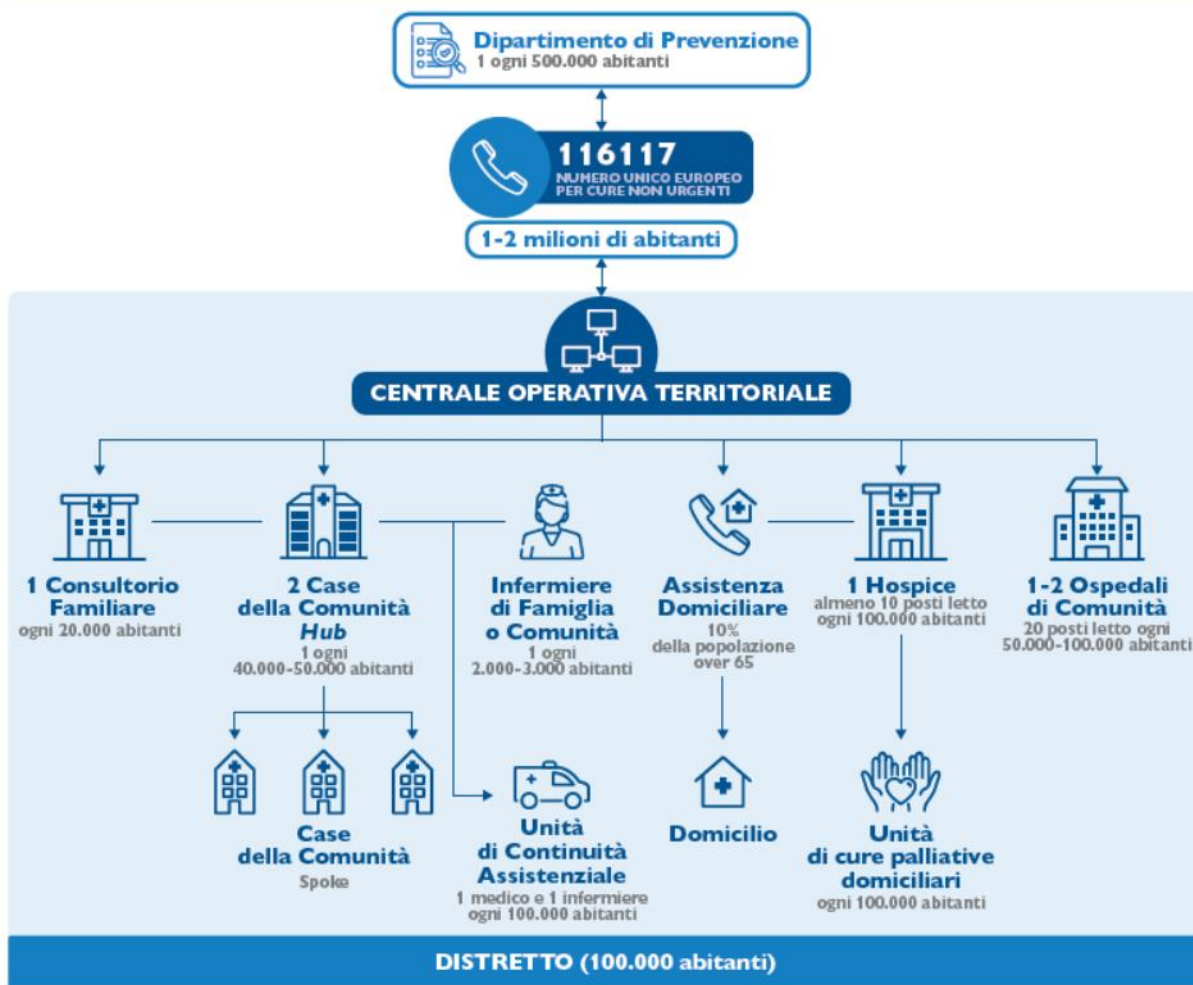 Dipartimento di Prevenzione
1 ogni 500.000 abitanti
116117
NUMERO UNICO EUROPEO
PER CURE NON URGENTI
1-2 milioni di abitanti
CENTRALE OPERATIVA TERRITORIALE
1 Consultorio
Familiare
ogni 20.000 abitanti
2 Case
della Comunità
Hub
1 ogni
40.000-50.000 abitanti
Infermiere
di Famiglia
o Comunità
1 ogni
2.000-3.000 abitanti
Assistenza
Domiciliare
10%
della popolazione
over 65
1 Hospice
almeno 10 posti letto
ogni 100.000 abitanti
1-2 Ospedali
di Comunità
20 posti letto ogni
50.000-100.000 abitanti
Case
della Comunità
Spoke
Unità
di Continuità
Assistenziale
1 medico e 1 infermiere
ogni 100.000 abitanti
Domicilio
Unità
di cure palliative
domiciliari
ogni 100.000 abitanti
DISTRETTO (100.000 abitanti)